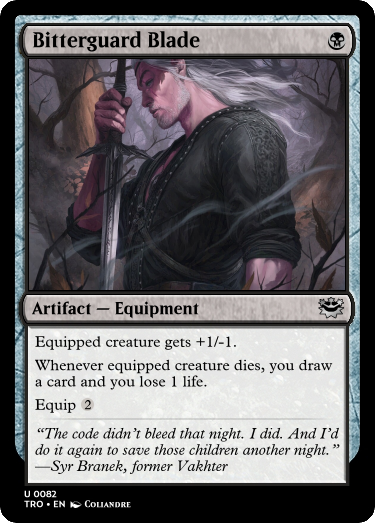 Bitterguard Blade
Artifact — Equipment
Equipped creature gets +1/-1.
Whenever equipped creature dies, you draw
a card and you lose 1 life.
Equip 2
“The code didn’t bleed that night. I did. And I’d
do it again to save those children another night.”
—Syr Branek, former Vakhter
U 0082
TRO • EN Coliandre